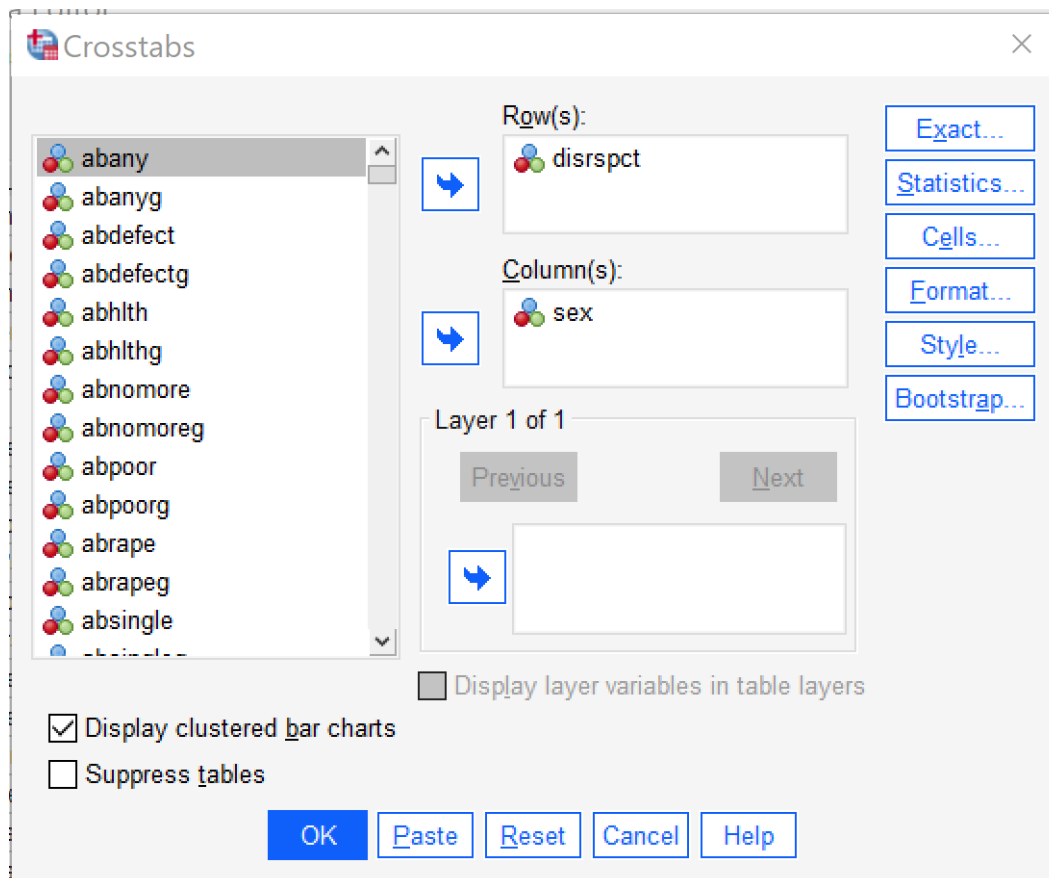 Crosstabs
abany
abanyg
abdefect
abdefectg
abhlth
abhlthg
abnomore
abnomoreg
abpoor
abpoorg
abrape
abrapeg
absingle
Row(s):
disrspct
Column(s):
sex
Layer 1 of 1
Previous
Next
Display layer variables in table layers
Exact...
Statistics...
Cells...
Format...
Style...
Bootstrap...
Display clustered bar charts
Suppress tables
OK
Paste
Reset
Cancel
Help